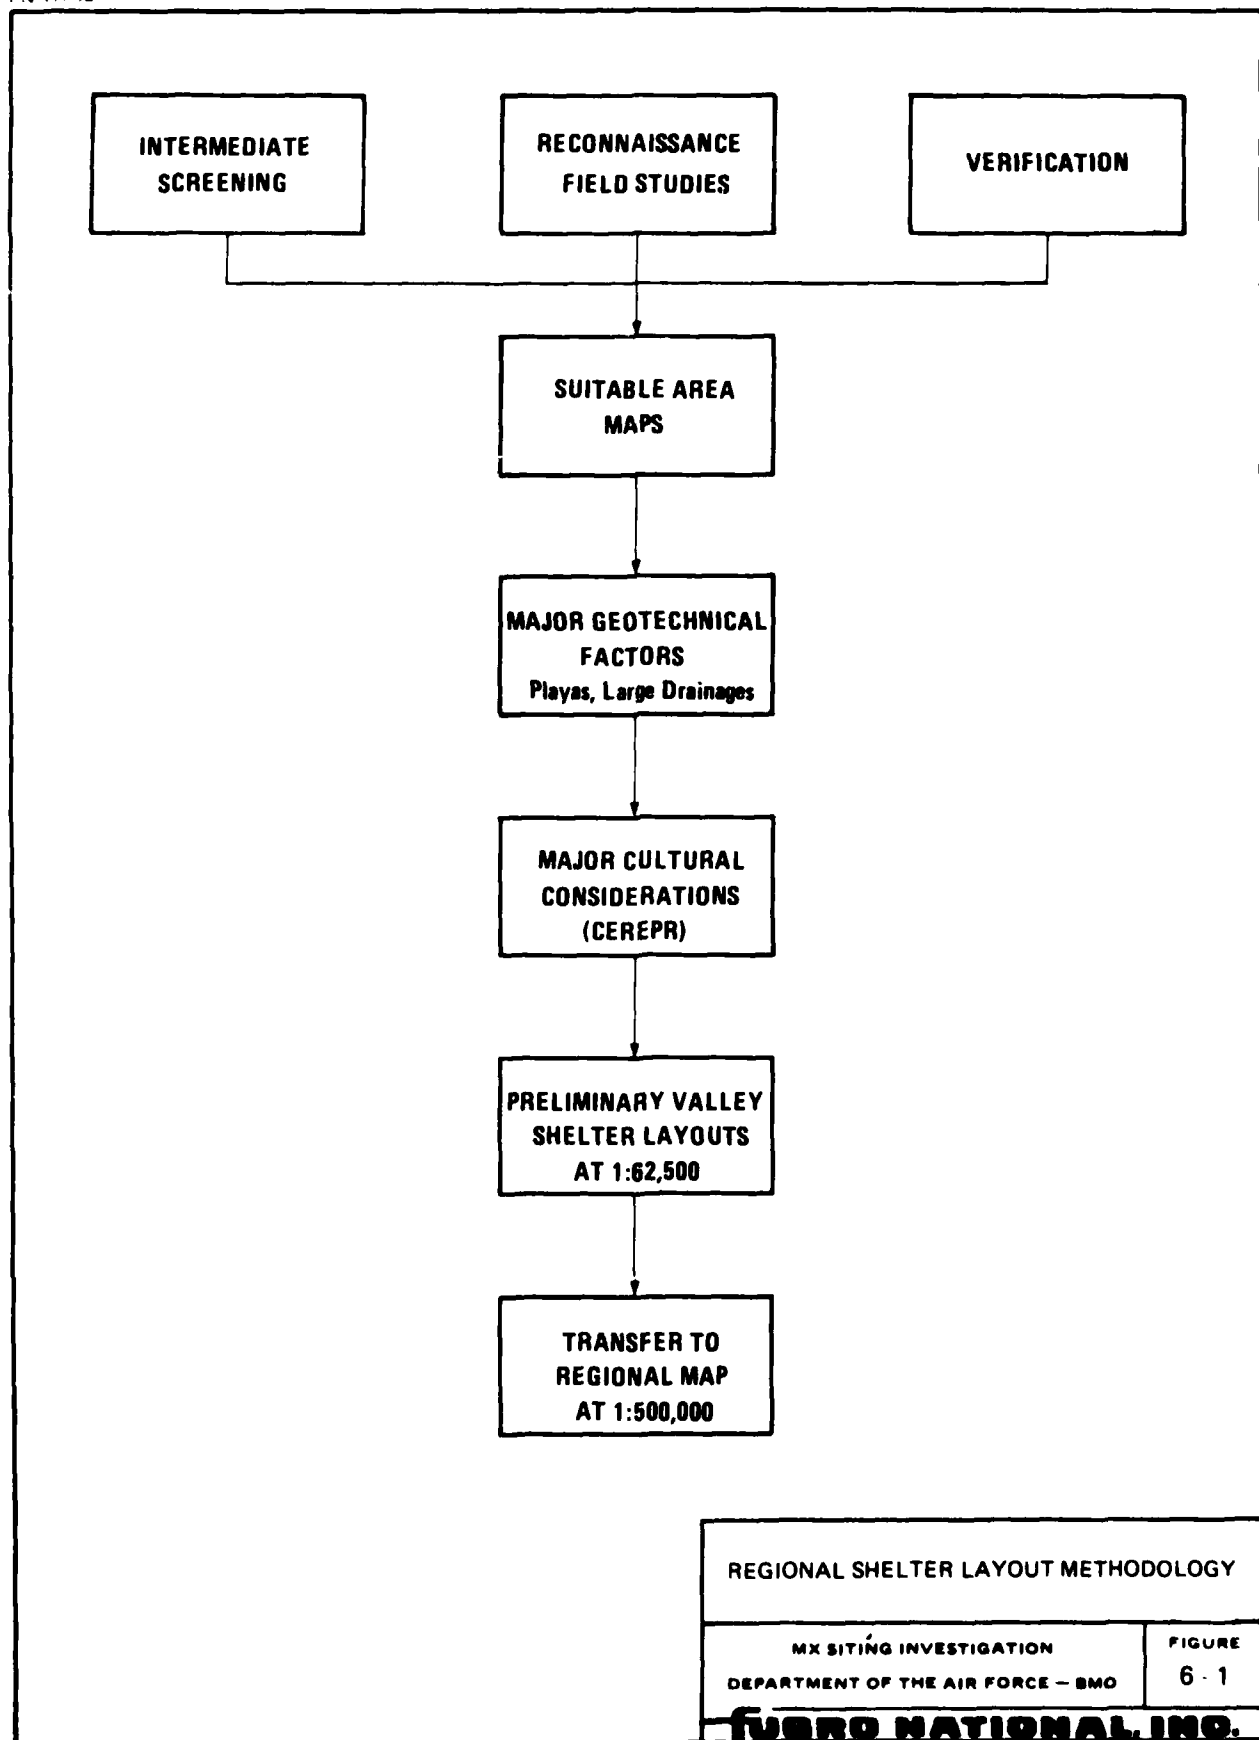 INTERMEDIATE
SCREENING
RECONNAISSANCE
FIELD STUDIES
VERIFICATION
SUITABLE AREA
MAPS
MAJOR GEOTECHNICAL
FACTORS
Playas, Large Drainages
MAJOR CULTURAL
CONSIDERATIONS
(CEREPR)
PRELIMINARY VALLEY
SHELTER LAYOUTS
AT 1:62,500
TRANSFER TO
REGIONAL MAP
AT 1:500,000
REGIONAL SHELTER LAYOUT METHODOLOGY
MX SITING INVESTIGATION
DEPARTMENT OF THE AIR FORCE – BMO
FIGURE
6 - 1
fugro national, inc.